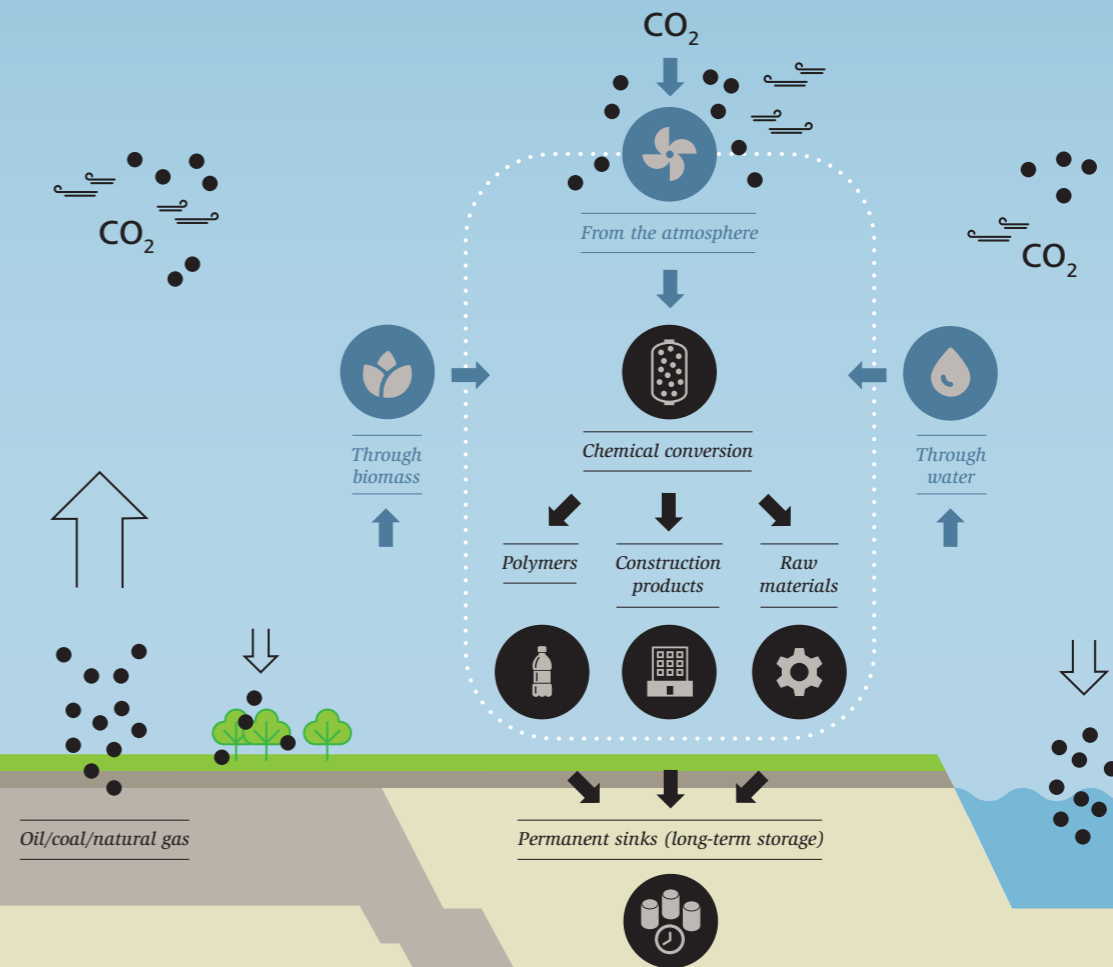 CO₂
CO₂
CO₂
From the atmosphere
Through
biomass
Chemical conversion
Through
water
Polymers
Construction
products
Raw
materials
Oil/coal/natural gas
Permanent sinks (long-term storage)